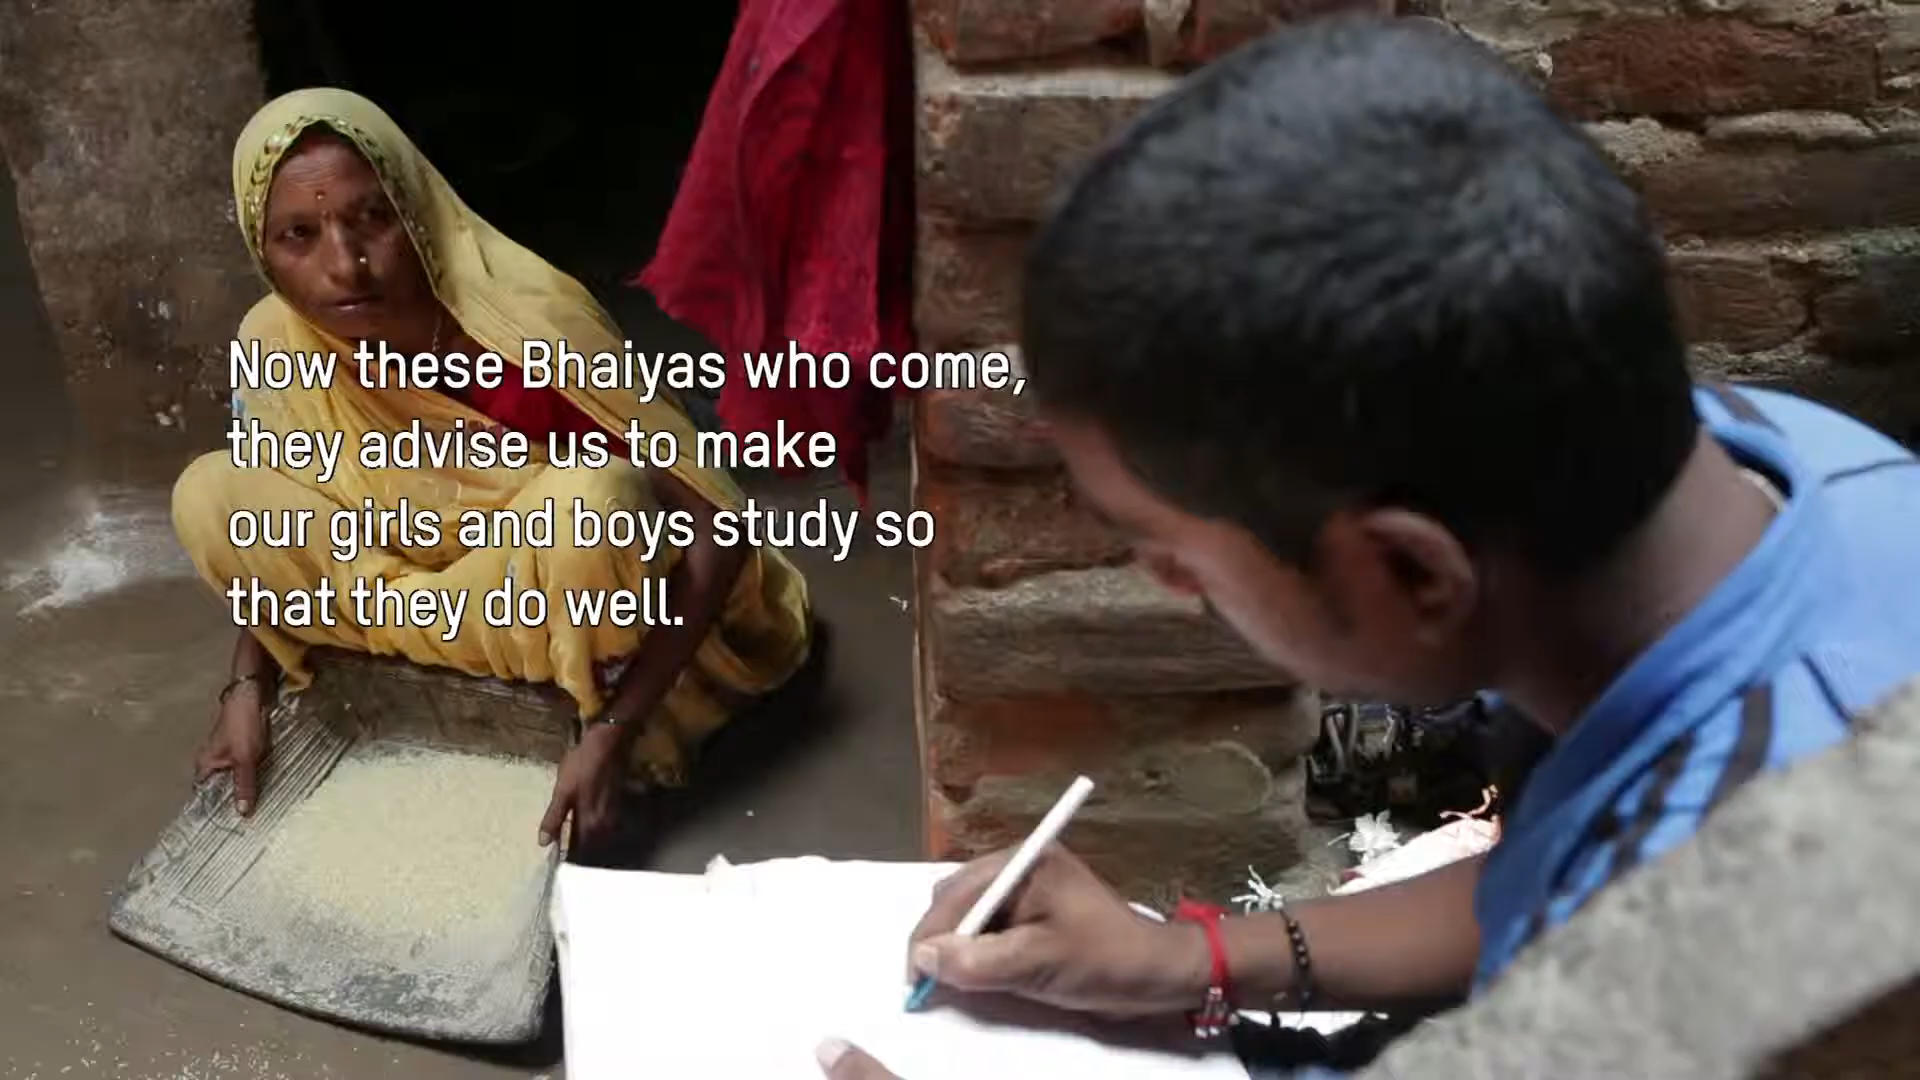 Now these Bhaiyas who come,
they advise us to make
our girls and boys study so
that they do well.